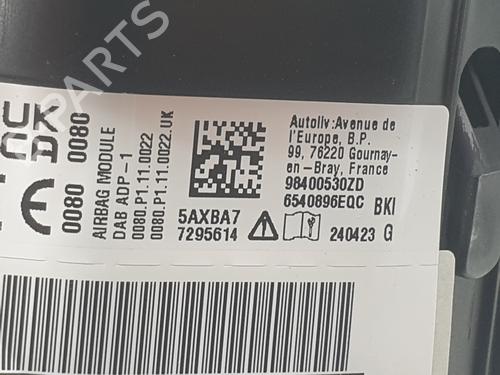 UK
CA
0080
CE
0080
AIRBAG MODULE
DAB ADP - 1
0080.P1.11.0022
0080.P1.11.0022.UK
5AXBA7
7295614
Autoliv:Avenue de
l'Europe, B.P.
99, 76220 Gournay-
en-Bray, France
98400530ZD
6540896EQC BKI
240423 G
PARTS